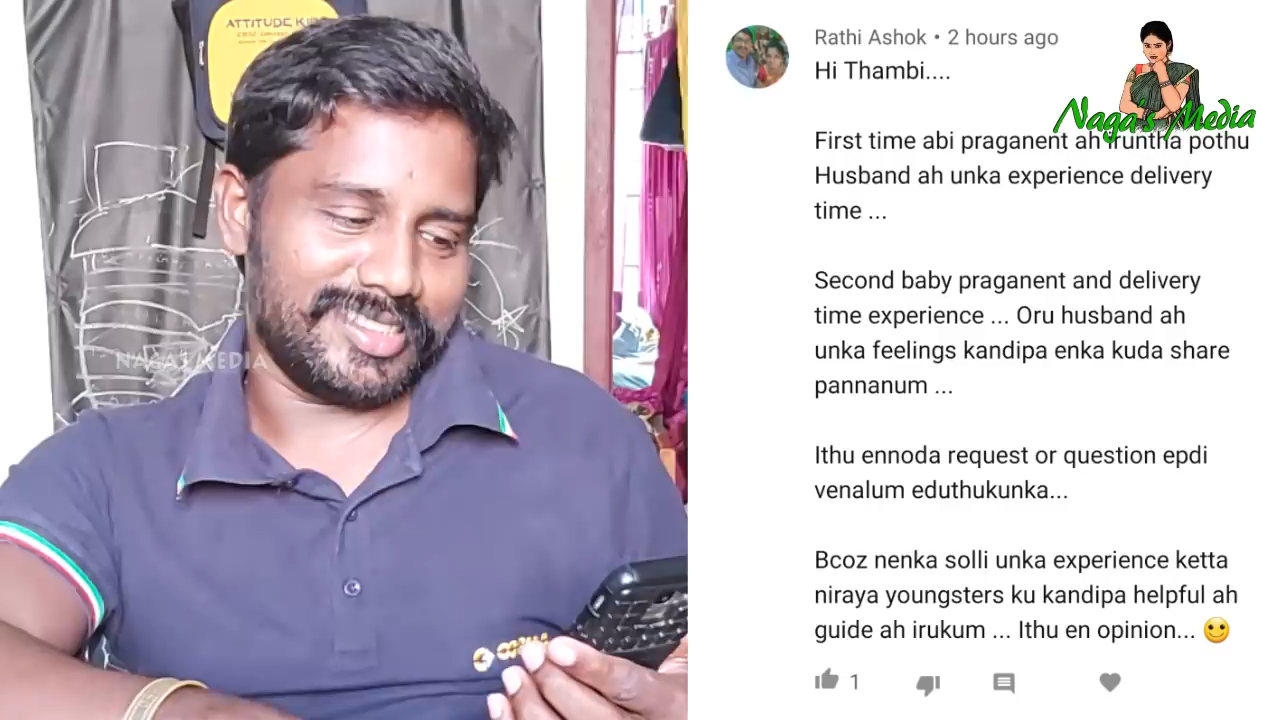 ATTITUDE KIDS
NAGA'S MEDIA
Rathi Ashok • 2 hours ago
Hi Thambi....
Naga's Media
First time abi praganent ah iruntha pothu
Husband ah unka experience delivery
time ...
Second baby praganent and delivery
time experience ... Oru husband ah
unka feelings kandipa enka kuda share
pannanum ...
Ithu ennoda request or question epdi
venalum eduthukunka...
Bcoz nenka solli unka experience ketta
niraya youngsters ku kandipa helpful ah
guide ah irukum ... Ithu en opinion... 🙂
1